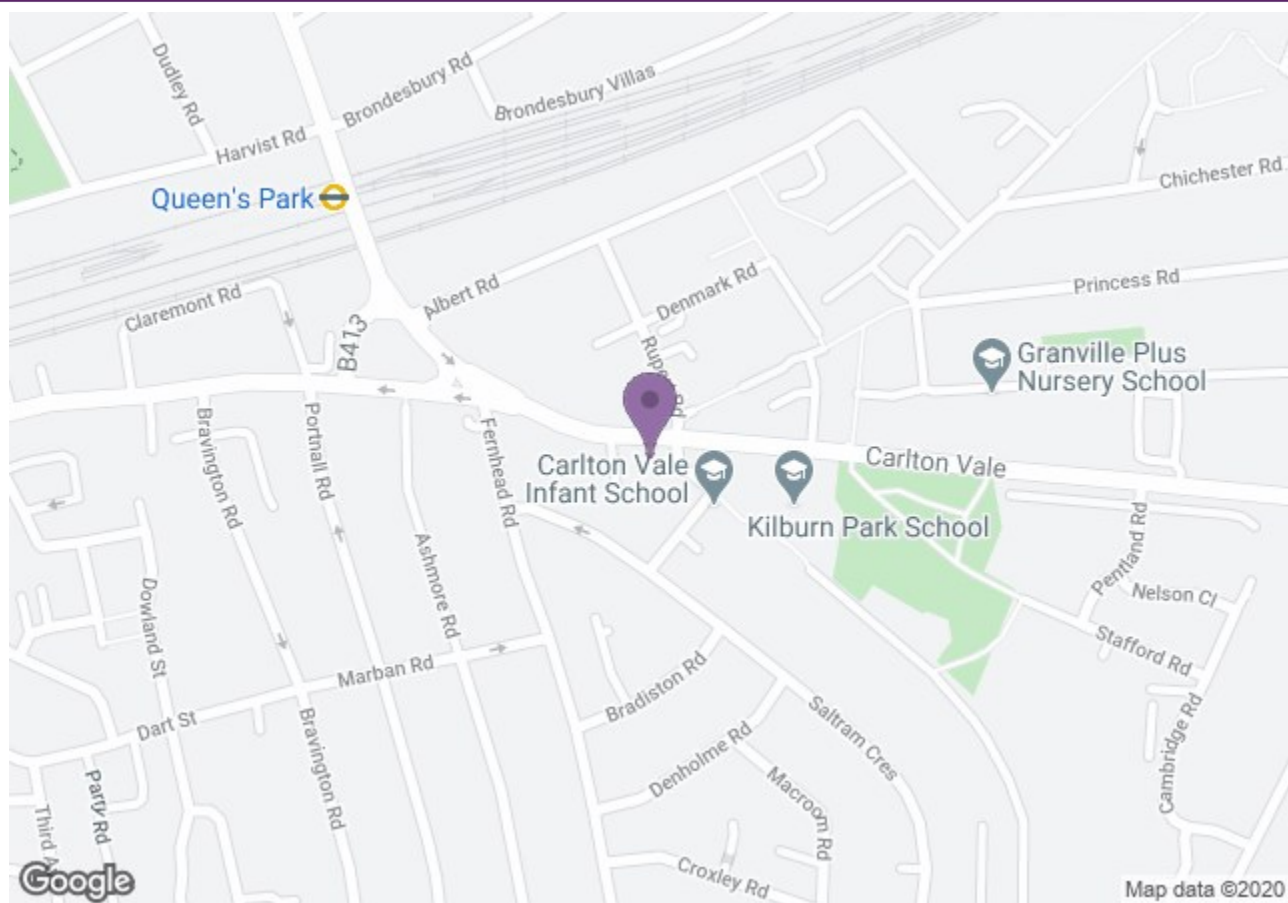 Dudley Rd
Brondesbury Rd
Brondesbury Villas
Harvist Rd
Queen's Park
Chichester Rd
Claremont Rd
Albert Rd
Denmark Rd
Princess Rd
B413
Granville Plus
Nursery School
Bravington Rd
Portnall Rd
Fernhead Rd
Carlton Vale
Infant School
Carlton Vale
Kilburn Park School
Ashmore Rd
Pentland Rd
Nelson Cl
Dowland St
Stafford Rd
Marban Rd
Bradiston Rd
Dart St
Bravington Rd
Saltram Cres
Denholme Rd
Cambridge Rd
Parry Rd
Macroom Rd
Third
Croxley Rd
Google
Map data ©2020